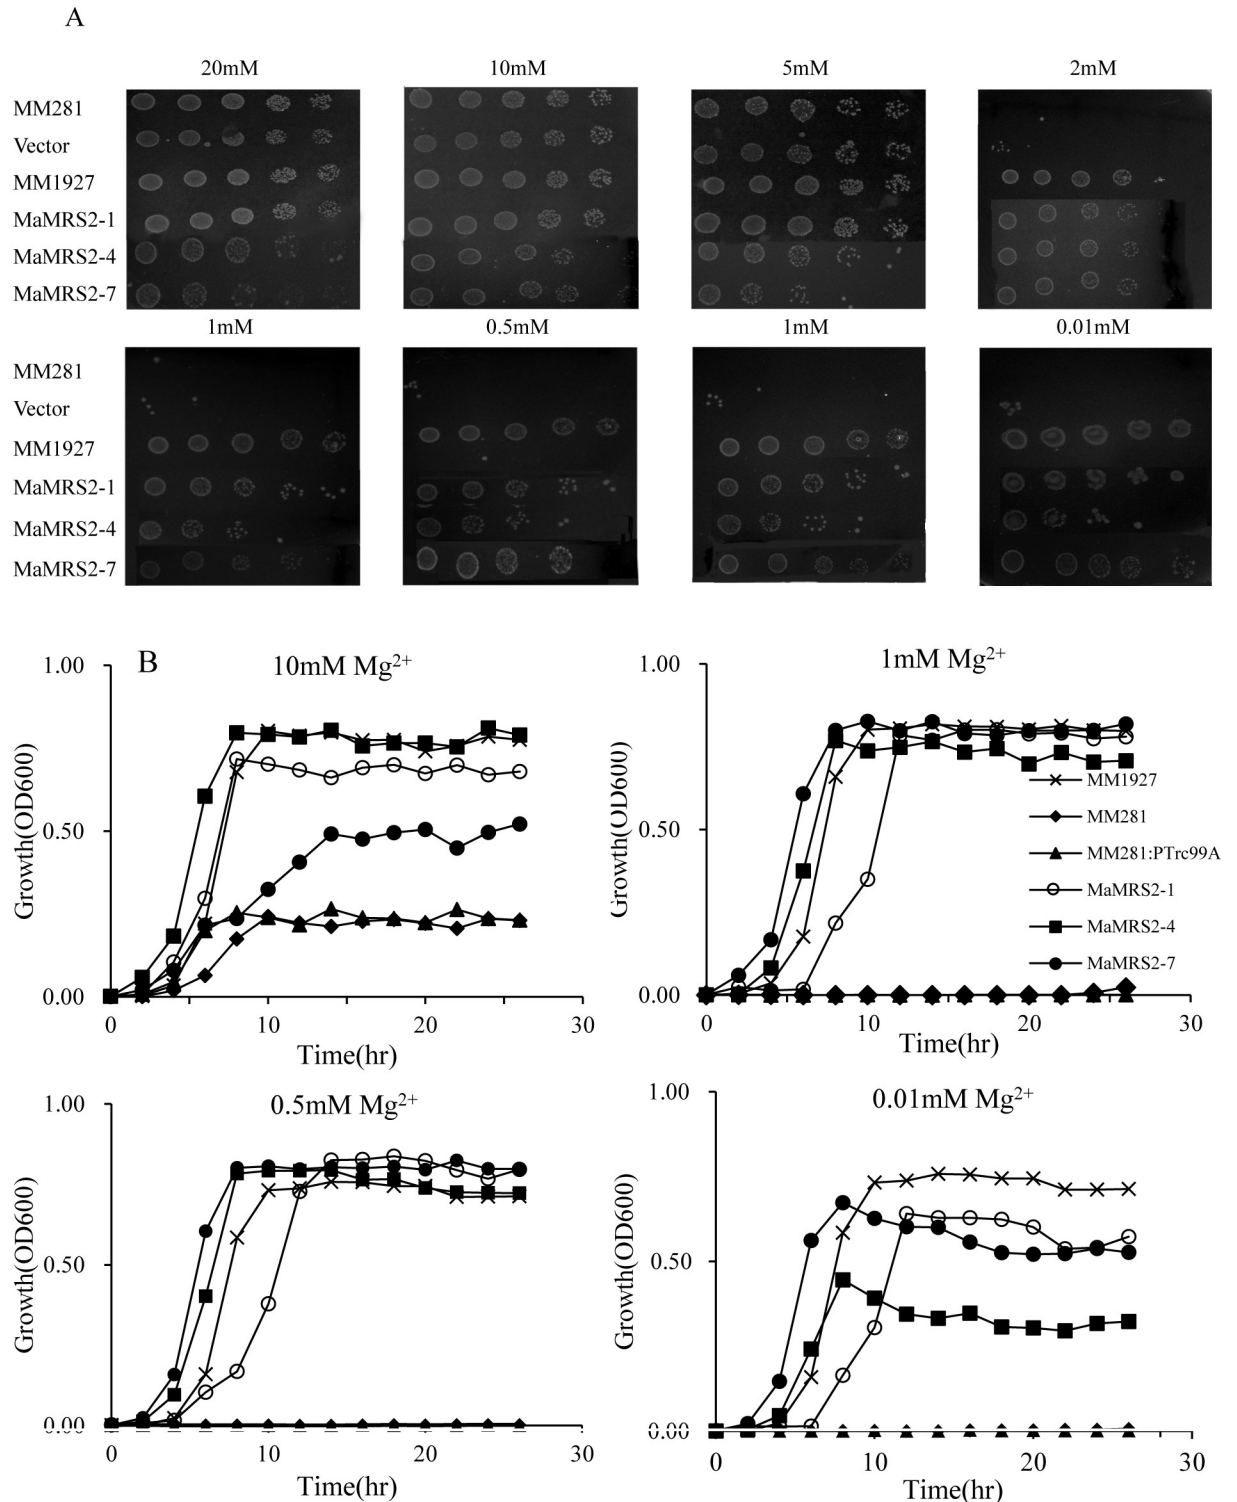 A
20mM 10mM 5mM 2mM
MM281
Vector
MM1927
MaMRS2-1
MaMRS2-4
MaMRS2-7
1mM 0.5mM 1mM 0.01mM
MM281
Vector
MM1927
MaMRS2-1
MaMRS2-4
MaMRS2-7
B
10mM Mg²⁺
1.00
0.50
0.00
Growth(OD600)
0 10 20 30
Time(hr)
1mM Mg²⁺
1.00
0.50
0.00
Growth(OD600)
MM1927
MM281
MM281:PTrc99A
MaMRS2-1
MaMRS2-4
MaMRS2-7
0 10 20 30
Time(hr)
0.5mM Mg²⁺
1.00
0.50
0.00
Growth(OD600)
0 10 20 30
Time(hr)
0.01mM Mg²⁺
1.00
0.50
0.00
Growth(OD600)
0 10 20 30
Time(hr)